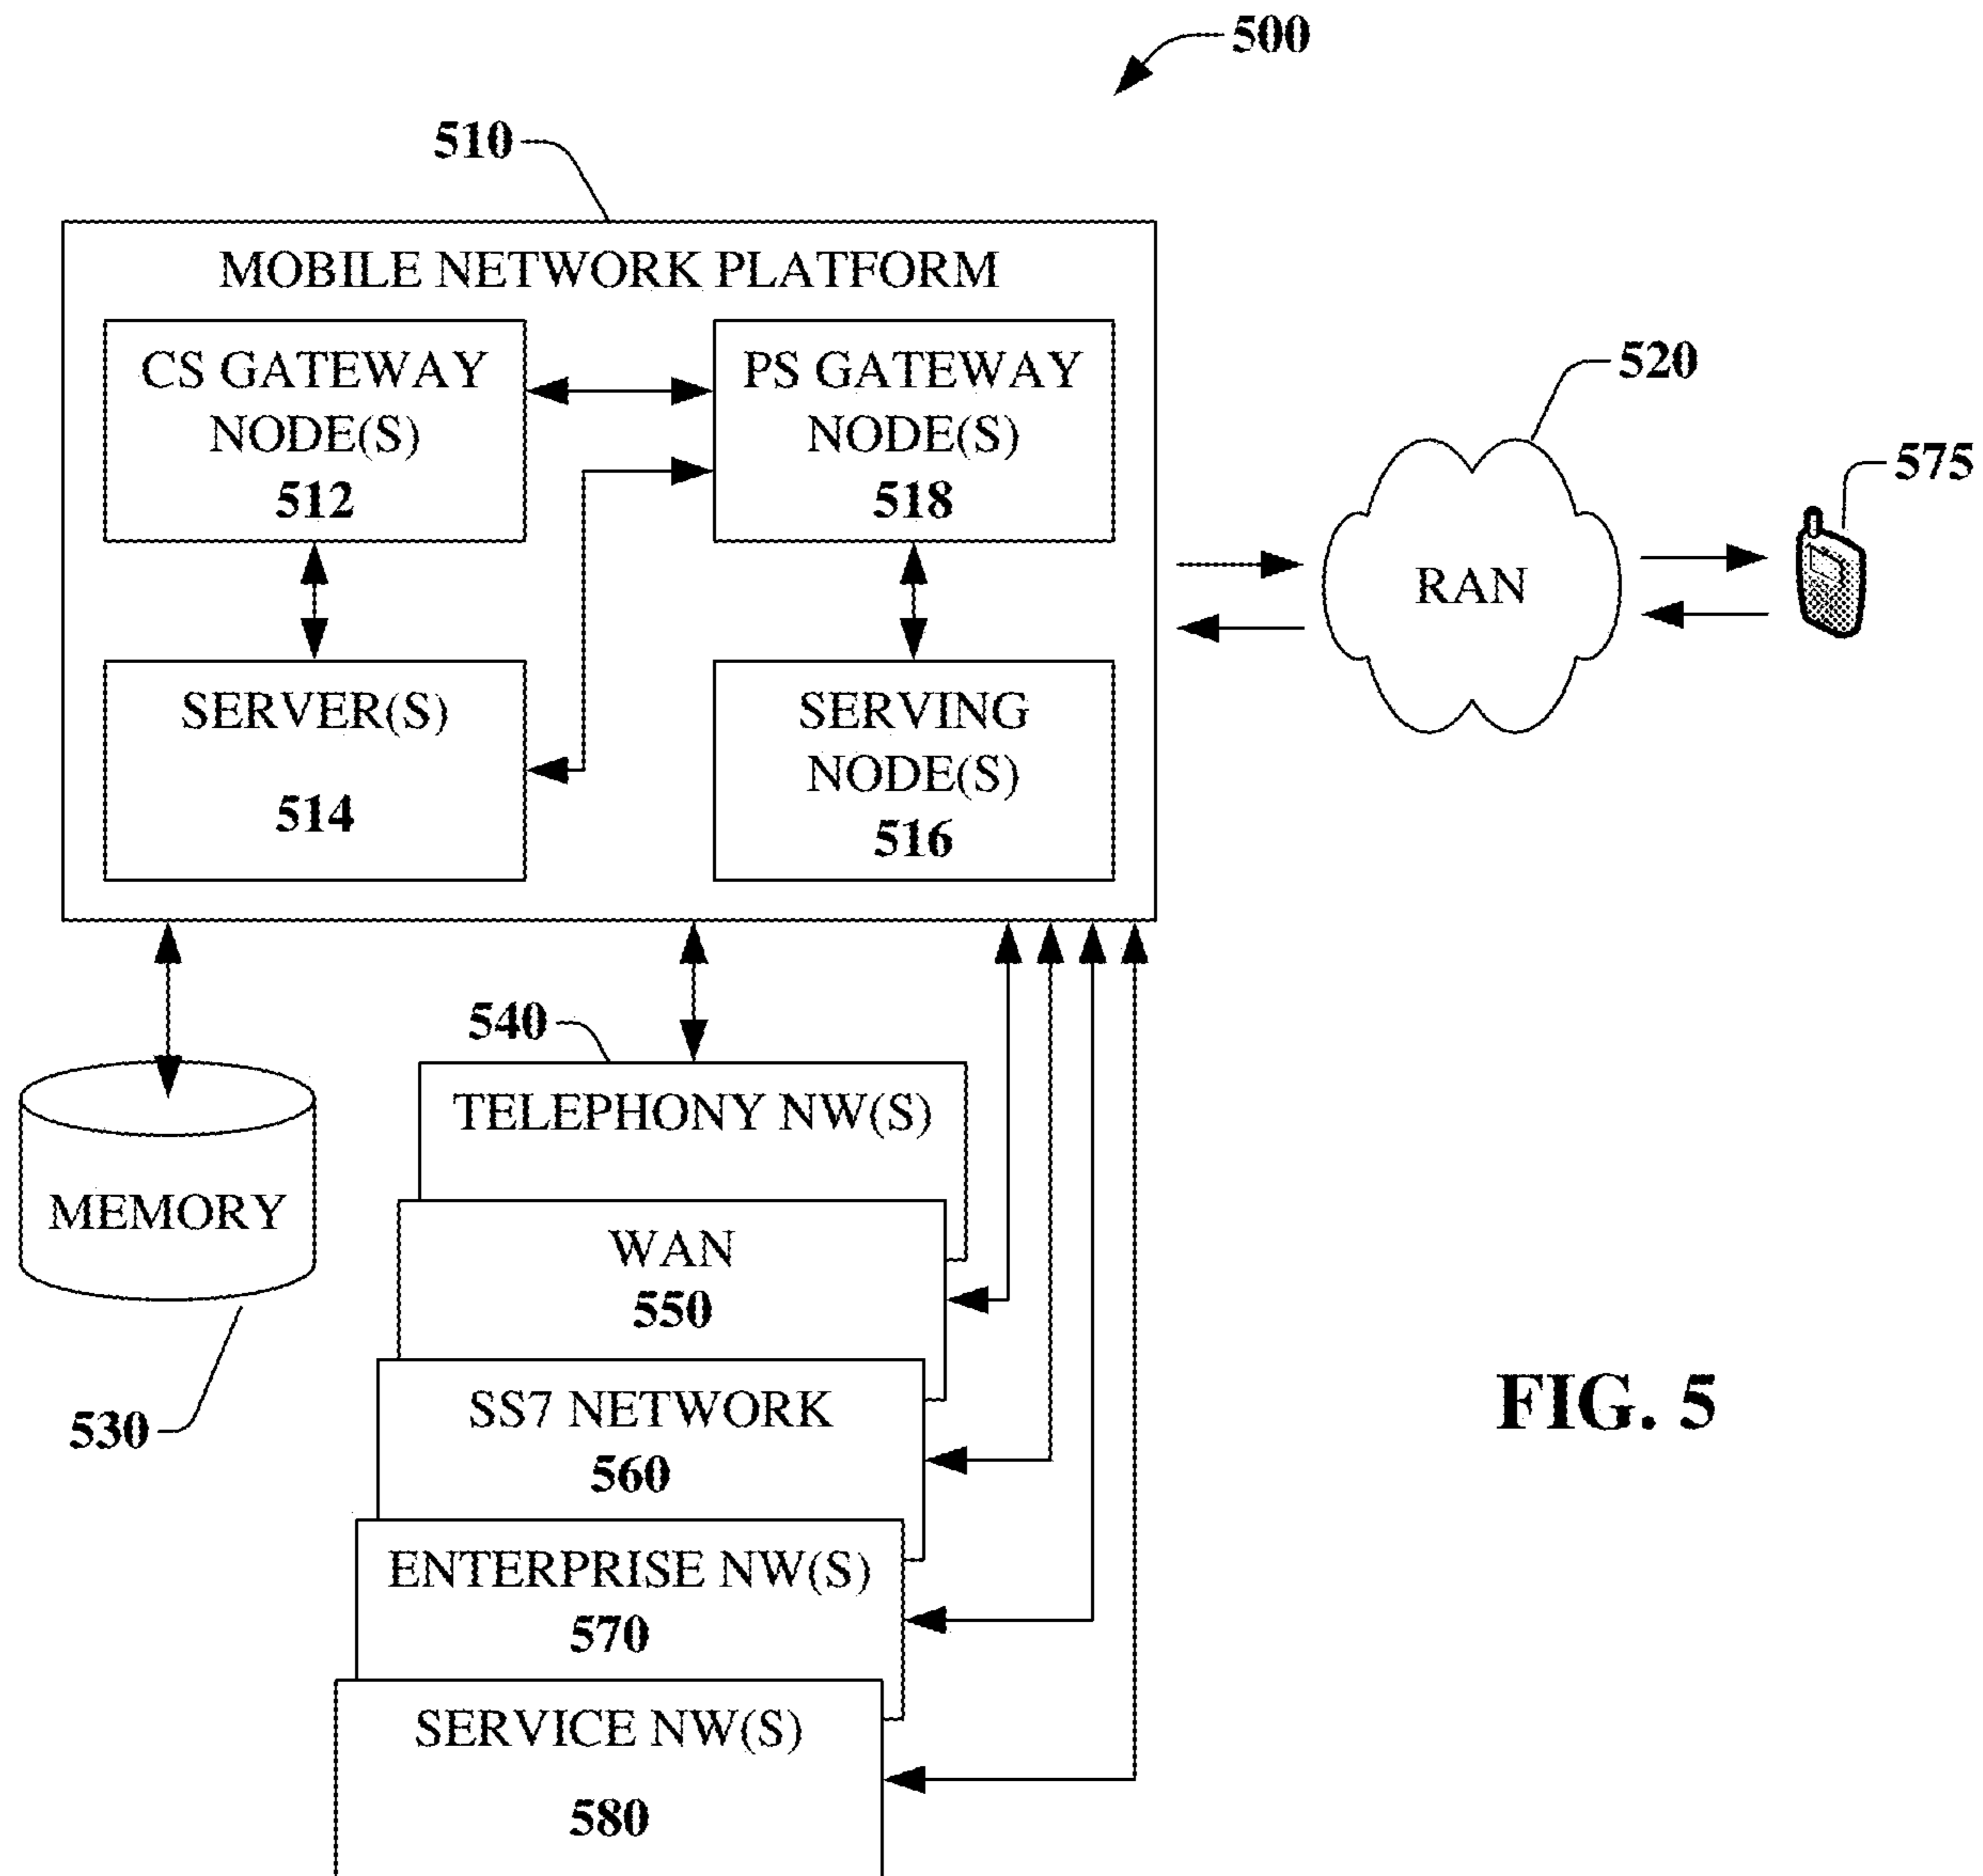 500
510
MOBILE NETWORK PLATFORM
CS GATEWAY
NODE(S)
512
PS GATEWAY
NODE(S)
518
SERVER(S)
514
SERVING
NODE(S)
516
520
RAN
575
MEMORY
530
540
TELEPHONY NW(S)
WAN
550
SS7 NETWORK
560
ENTERPRISE NW(S)
570
SERVICE NW(S)
580
FIG. 5